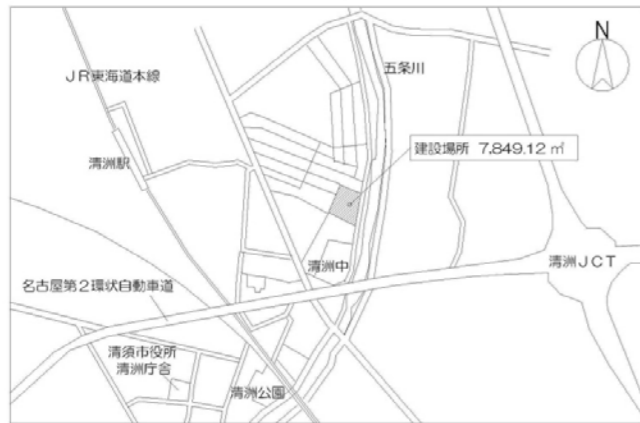 N
JR東海道本線
五条川
建設場所 7,849.12 ㎡
清洲駅
清洲中
清洲JCT
名古屋第2環状自動車道
清須市役所
清洲庁舎
清洲公園